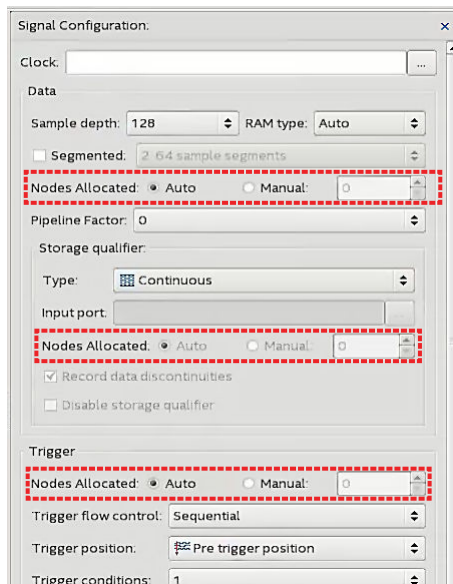 Signal Configuration: ×
Clock: ...
Data
Sample depth: 128 RAM type: Auto
Segmented: 2 64 sample segments
Nodes Allocated: Auto Manual: 0
Pipeline Factor: 0
Storage qualifier:
Type: Continuous
Input port: ...
Nodes Allocated: Auto Manual: 0
Record data discontinuities
Disable storage qualifier
Trigger
Nodes Allocated: Auto Manual: 0
Trigger flow control: Sequential
Trigger position: Pre trigger position
Trigger conditions: 1